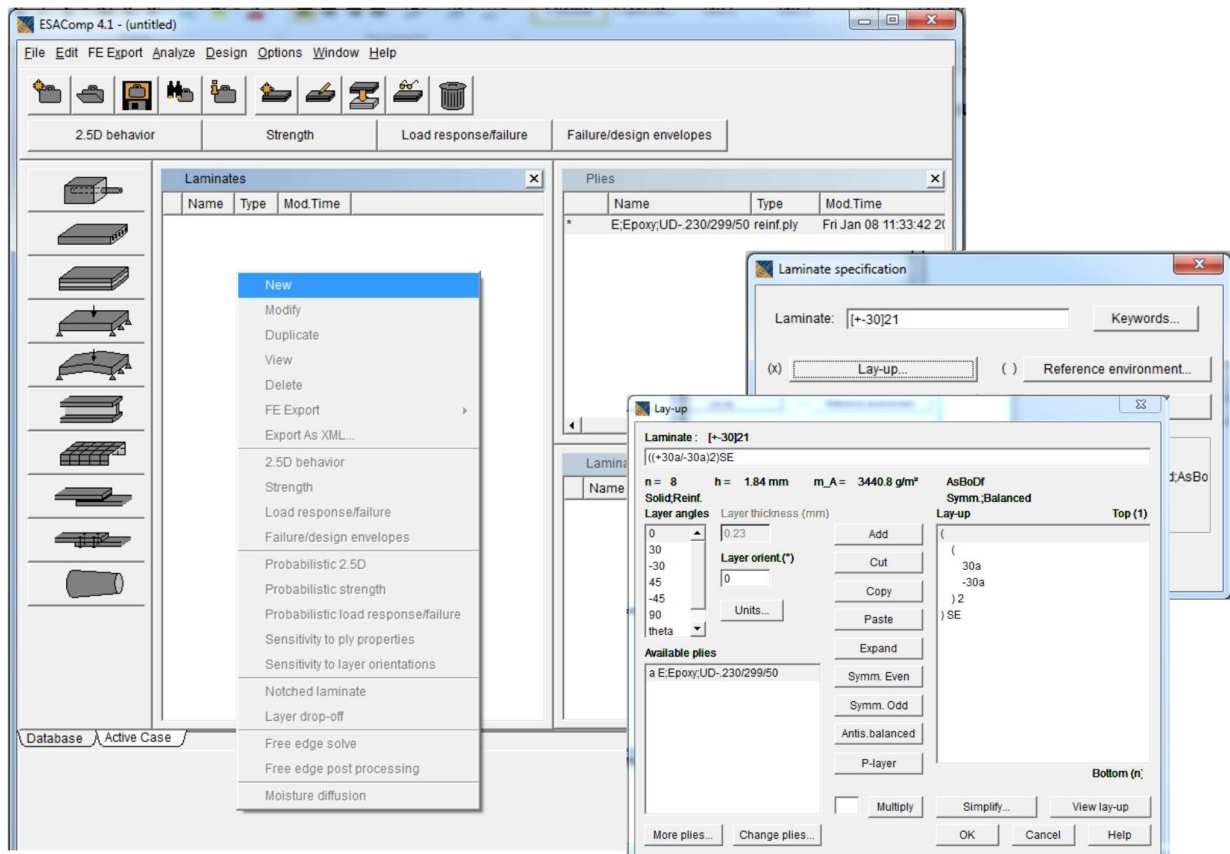 ESAComp 4.1 - (untitled)
File Edit FE Export Analyze Design Options Window Help
2.5D behavior
Strength
Load response/failure
Failure/design envelopes
Laminates
Name Type Mod.Time
Plies
Name Type Mod.Time
* E;Epoxy;UD-.230/299/50 reinf.ply Fri Jan 08 11:33:42 20
New
Modify
Duplicate
View
Delete
FE Export
Export As XML...
2.5D behavior
Strength
Load response/failure
Failure/design envelopes
Probabilistic 2.5D
Probabilistic strength
Probabilistic load response/failure
Sensitivity to ply properties
Sensitivity to layer orientations
Notched laminate
Layer drop-off
Free edge solve
Free edge post processing
Moisture diffusion
Database
Active Case
Lamina
Name
Laminate specification
Laminate: [+-30]21
Keywords...
(x) Lay-up...
( ) Reference environment...
d;AsBo
Lay-up
Laminate : [+-30]21
((+30a/-30a)2)SE
n = 8 h = 1.84 mm m_A = 3440.8 g/m² AsBoDf
Solid;Reinf. Symm.;Balanced
Layer angles
0
30
-30
45
-45
90
theta
Layer thickness (mm)
0.23
Layer orient.(°)
0
Units...
Available plies
a E;Epoxy;UD-.230/299/50
Add
Cut
Copy
Paste
Expand
Symm. Even
Symm. Odd
Antis.balanced
P-layer
Multiply
Lay-up Top (1)
(
(
30a
-30a
) 2
) SE
Bottom (n)
Simplify...
View lay-up
More plies...
Change plies...
OK
Cancel
Help